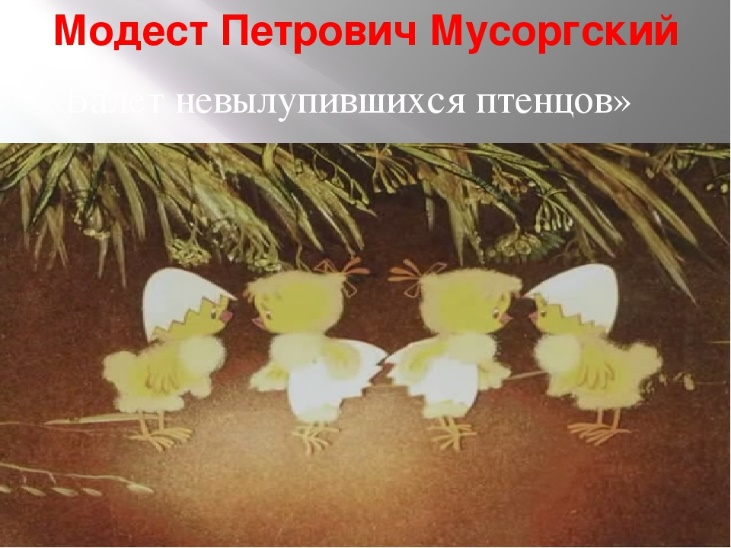 Модест Петрович Мусоргский
Балет невылупившихся птенцов»